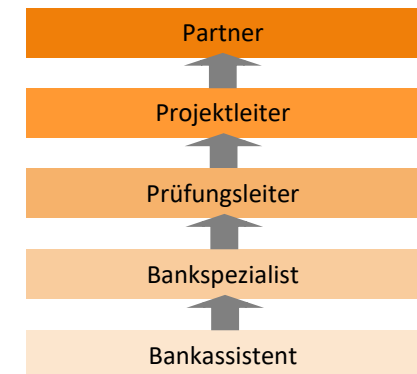 Partner
Projektleiter
Prüfungsleiter
Bankspezialist
Bankassistent